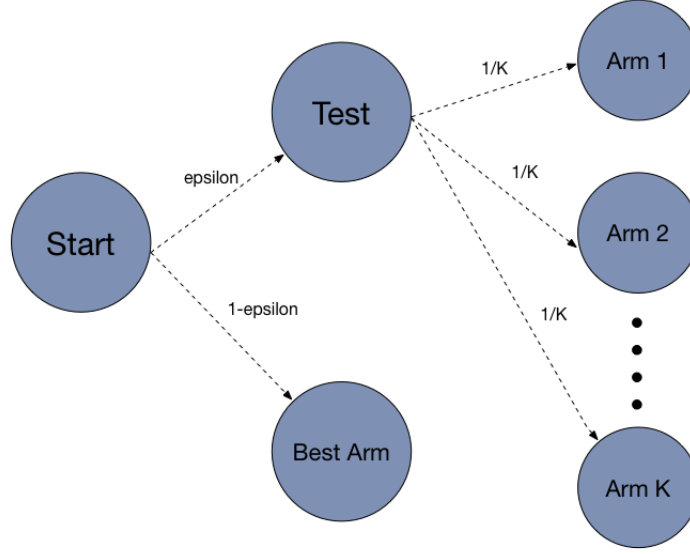 Start
epsilon
1-epsilon
Test
Best Arm
1/K
1/K
1/K
Arm 1
Arm 2
Arm K